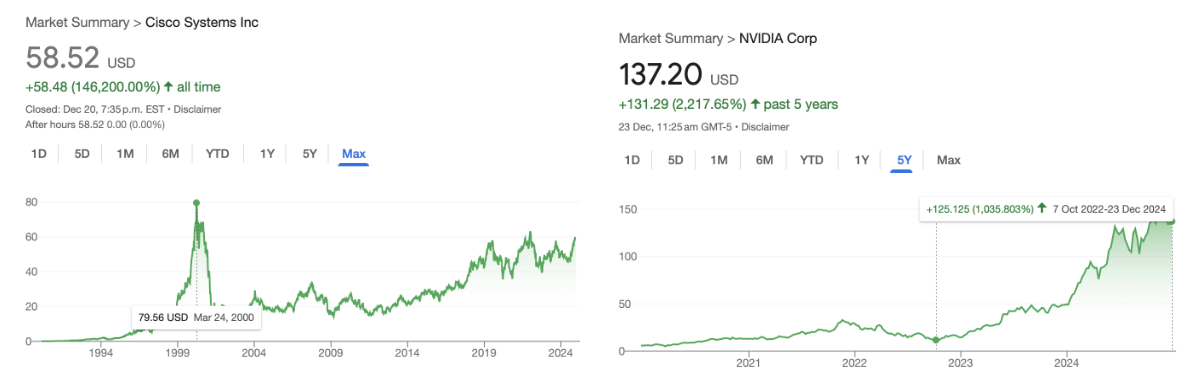 Market Summary > Cisco Systems Inc
58.52 USD
+58.48 (146,200.00%) ↑ all time
Closed: Dec 20, 7:35 p.m. EST • Disclaimer
After hours 58.52 0.00 (0.00%)
1D 5D 1M 6M YTD 1Y 5Y Max
80
60
40
20
0
79.56 USD Mar 24, 2000
1994 1999 2004 2009 2014 2019 2024
Market Summary > NVIDIA Corp
137.20 USD
+131.29 (2,217.65%) ↑ past 5 years
23 Dec, 11:25 am GMT-5 • Disclaimer
1D 5D 1M 6M YTD 1Y 5Y Max
+125.125 (1,035.803%) ↑ 7 Oct 2022-23 Dec 2024
150
100
50
0
2021 2022 2023 2024